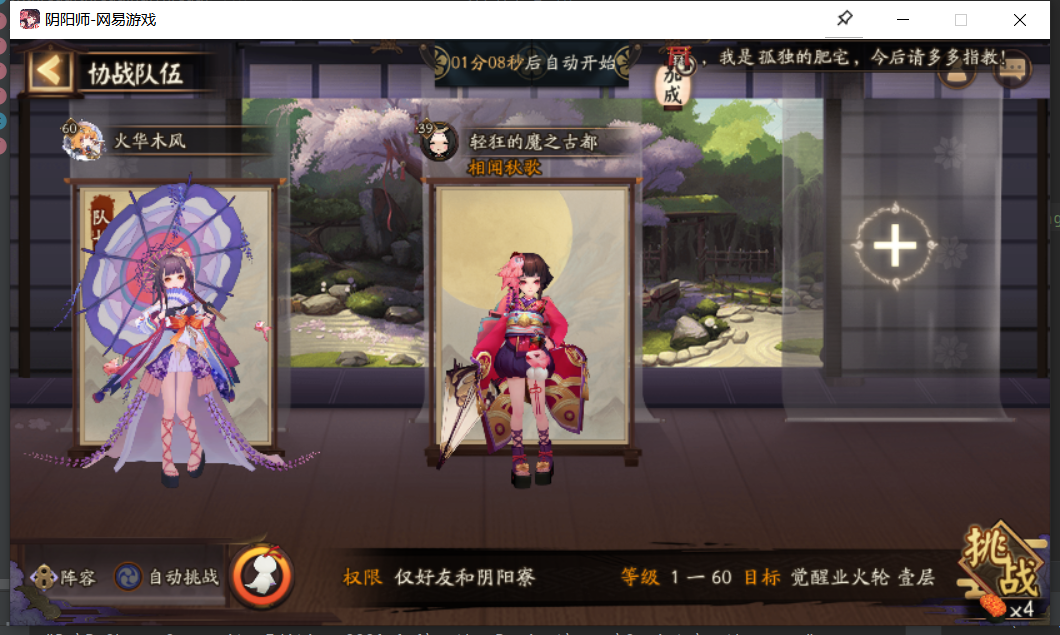 阴阳师-网易游戏
协战队伍
01分08秒后自动开始
加成
，我是 孤独的肥宅，今后请多多指教！
60
火华木风
39
轻狂的魔之古都
相闻秋歌
队
阵容
自动挑战
权限 仅好友和阴阳寮
等级 1 — 60 目标 觉醒业火轮 壹层
挑战
x4